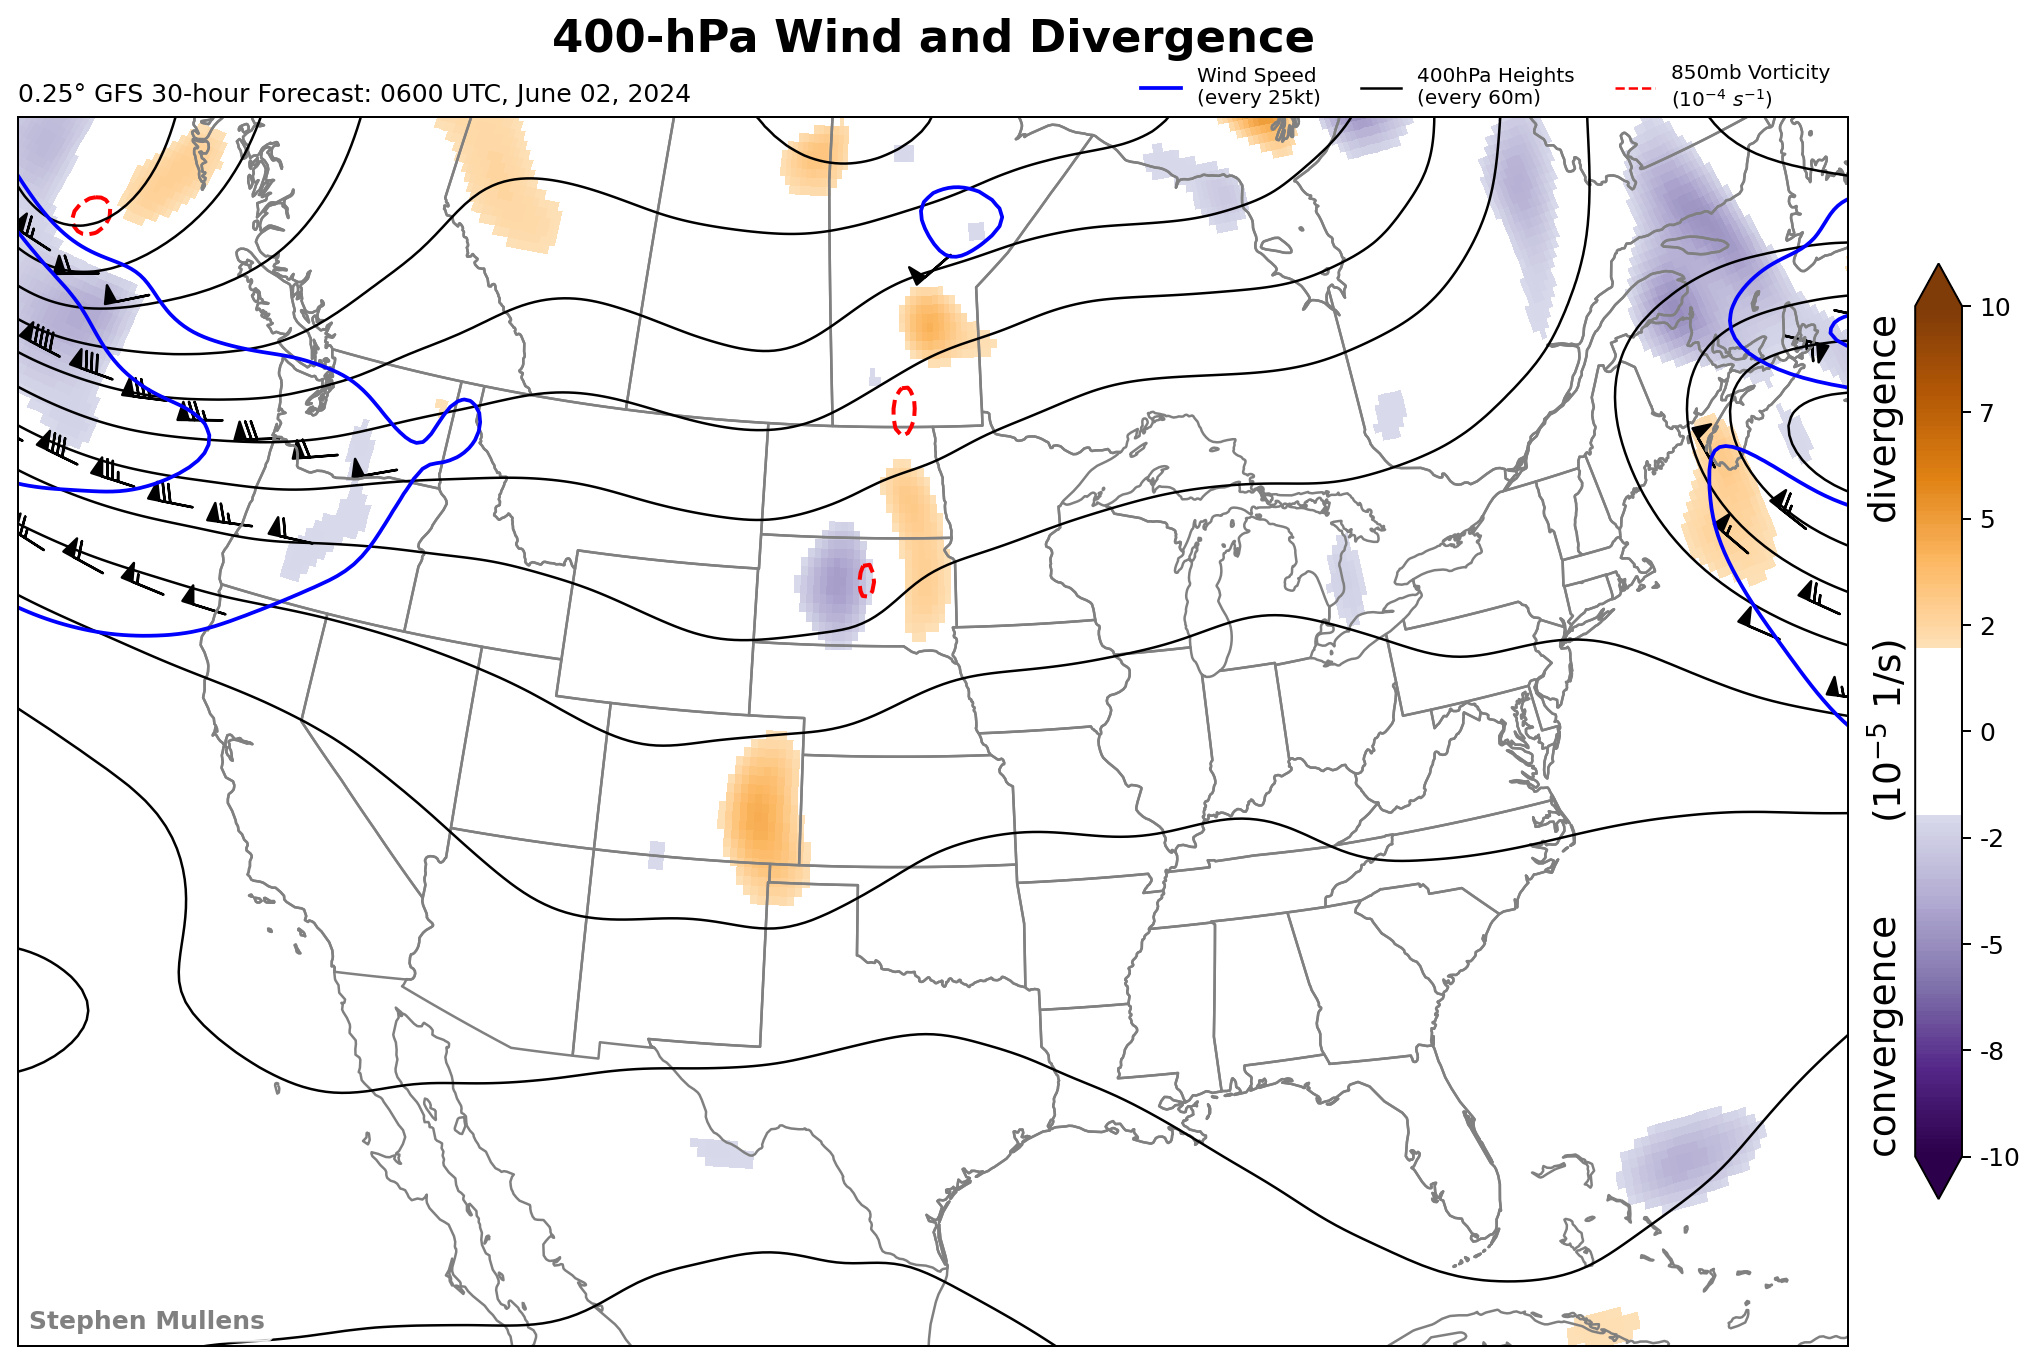 400-hPa Wind and Divergence
0.25° GFS 30-hour Forecast: 0600 UTC, June 02, 2024
Wind Speed
(every 25kt)
400hPa Heights
(every 60m)
850mb Vorticity
(10⁻⁴ s⁻¹)
10
7
5
2
0
-2
-5
-8
-10
convergence (10⁻⁵ 1/s) divergence
Stephen Mullens